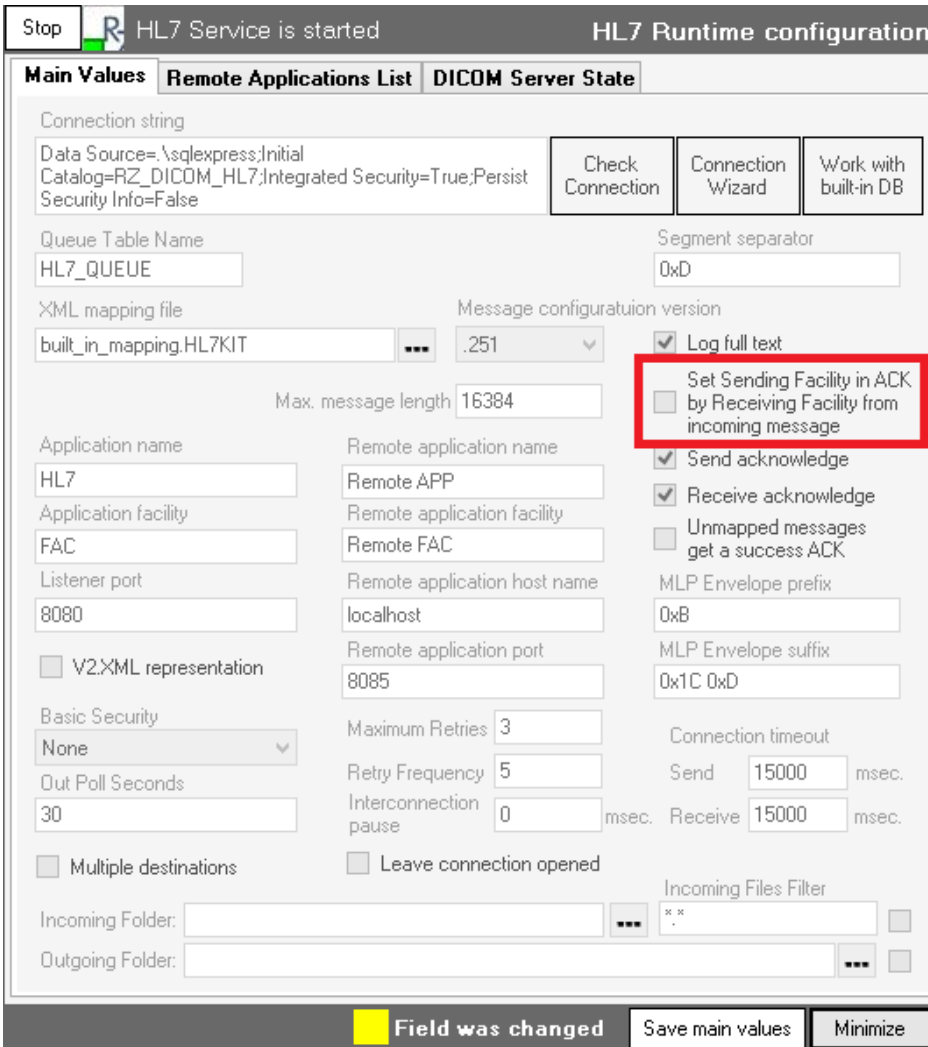 Stop R HL7 Service is started HL7 Runtime configuration
Main Values Remote Applications List DICOM Server State
Connection string
Data Source=.\sqlexpress;Initial
Catalog=RZ_DICOM_HL7;Integrated Security=True;Persist
Security Info=False
Check
Connection
Connection
Wizard
Work with
built-in DB
Queue Table Name
HL7_QUEUE
Segment separator
0xD
XML mapping file
built_in_mapping.HL7KIT ...
Message configuratuion version
.251
Log full text
Max. message length 16384
Set Sending Facility in ACK
by Receiving Facility from
incoming message
Send acknowledge
Receive acknowledge
Unmapped messages
get a success ACK
Application name
HL7
Remote application name
Remote APP
Application facility
FAC
Remote application facility
Remote FAC
Listener port
8080
Remote application host name
localhost
MLP Envelope prefix
0xB
V2.XML representation
Remote application port
8085
MLP Envelope suffix
0x1C 0xD
Basic Security
None
Maximum Retries 3
Connection timeout
Out Poll Seconds
30
Retry Frequency 5
Send 15000 msec.
Interconnection
pause
0 msec.
Receive 15000 msec.
Multiple destinations
Leave connection opened
Incoming Files Filter
Incoming Folder: ... *.*
Outgoing Folder: ...
Field was changed Save main values Minimize